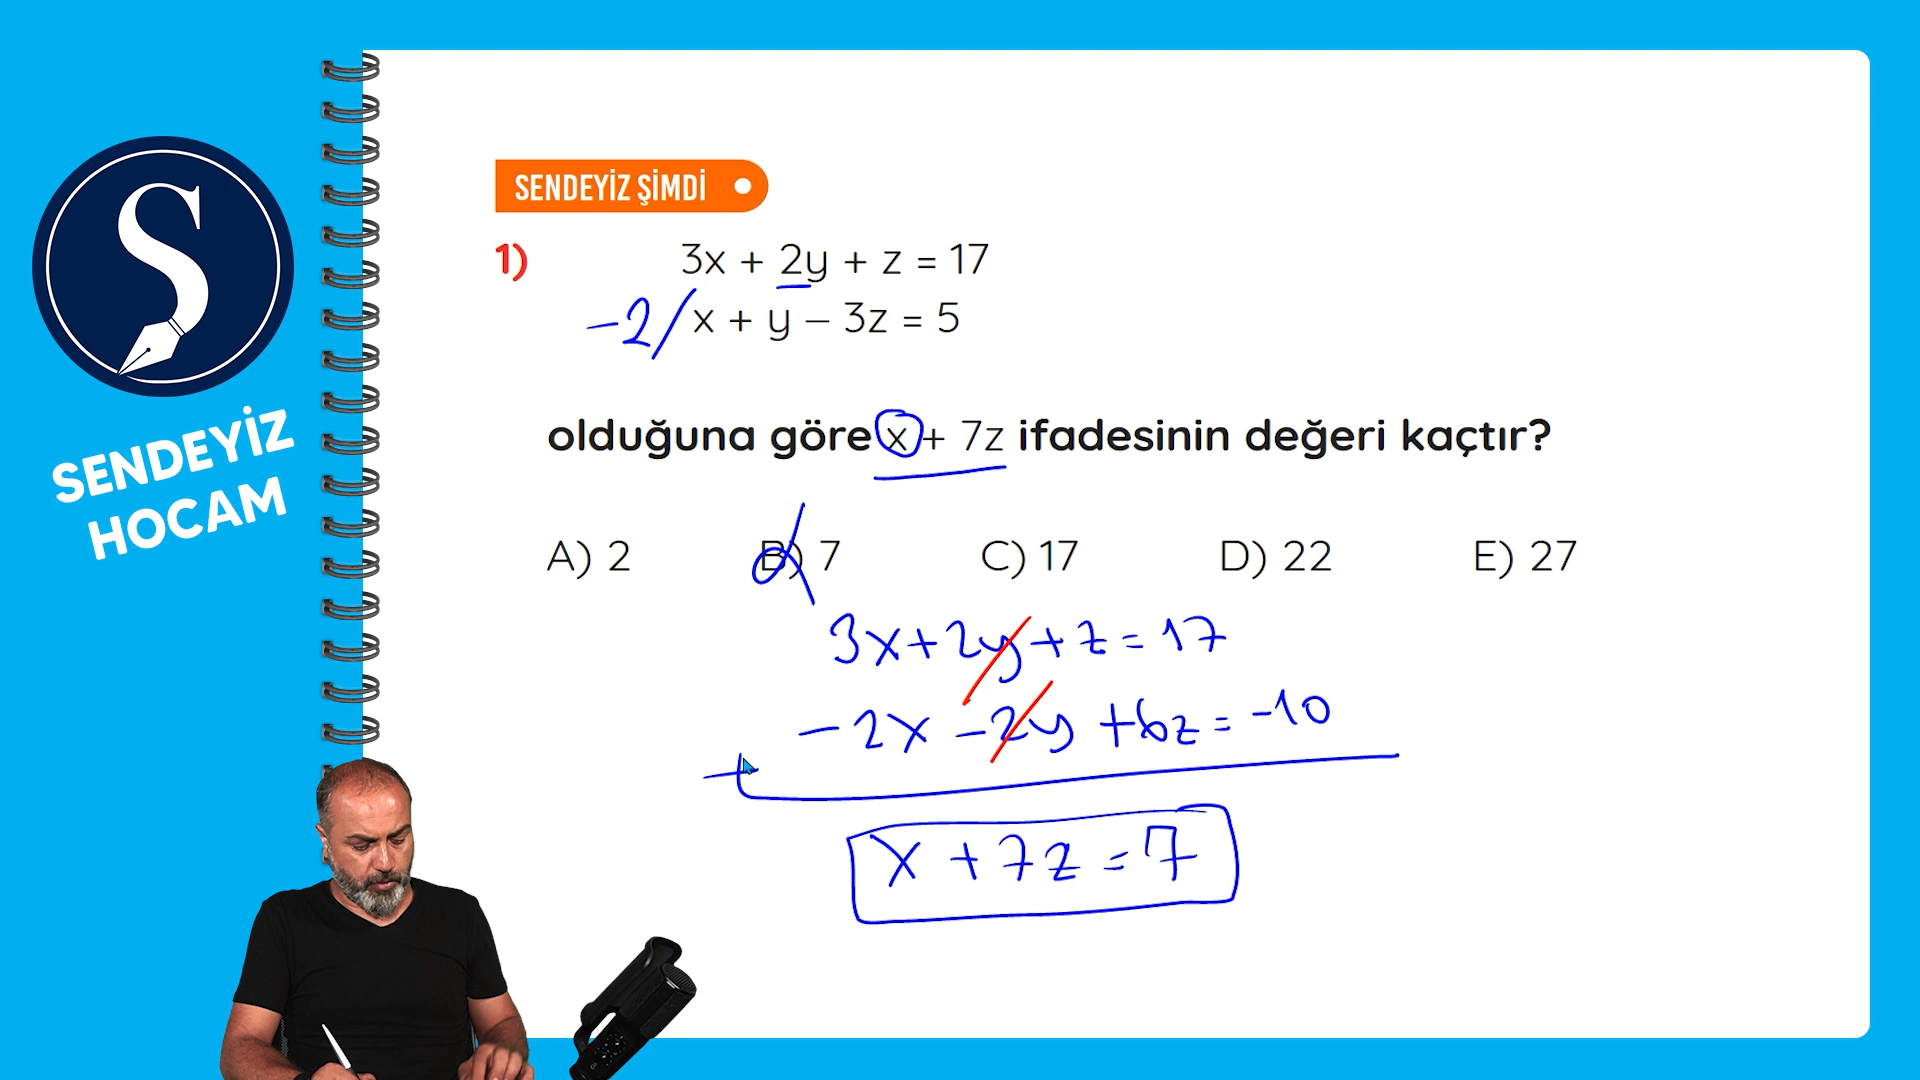 SENDEYİZ
HOCAM
SENDEYİZ ŞİMDİ
1)
3x + 2y + z = 17
-2/ x + y − 3z = 5
olduğuna göre x + 7z ifadesinin değeri kaçtır?
A) 2 B) 7 C) 17 D) 22 E) 27
3x+2y+z=17
-2x -2y +6z=-10
+
x+7z=7